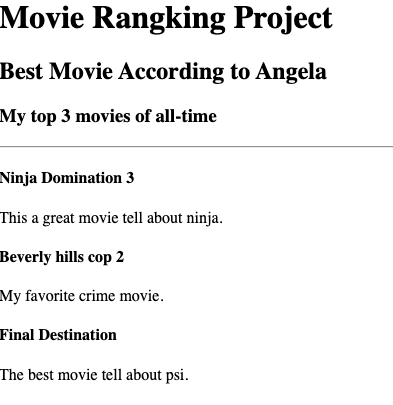 Movie Rangking Project
Best Movie According to Angela
My top 3 movies of all-time
Ninja Domination 3
This a great movie tell about ninja.
Beverly hills cop 2
My favorite crime movie.
Final Destination
The best movie tell about psi.